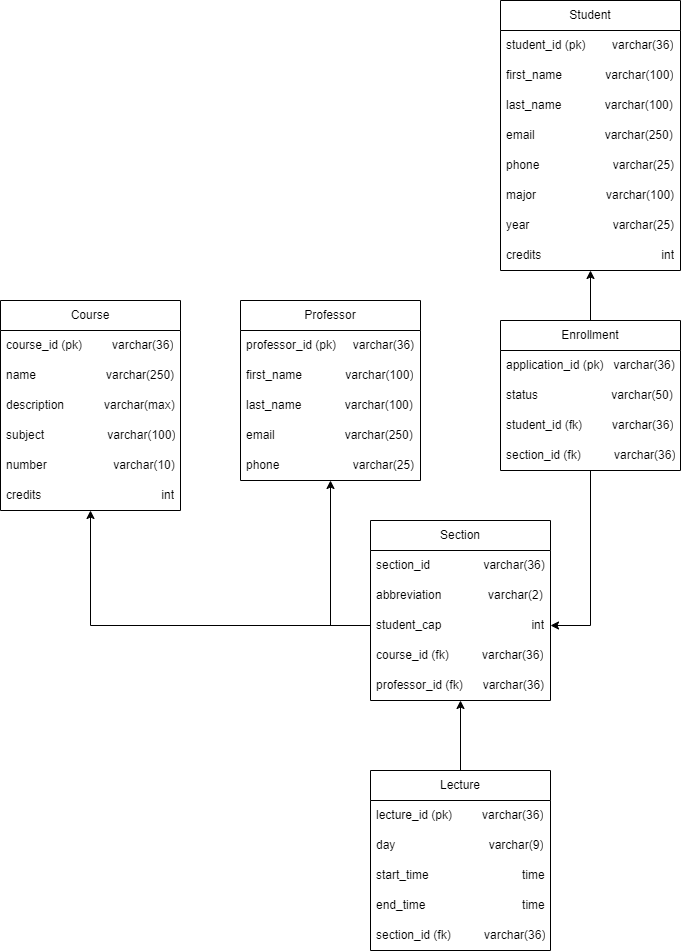 Student
student_id (pk) varchar(36)
first_name varchar(100)
last_name varchar(100)
email varchar(250)
phone varchar(25)
major varchar(100)
year varchar(25)
credits int
Course
course_id (pk) varchar(36)
name varchar(250)
description varchar(max)
subject varchar(100)
number varchar(10)
credits int
Professor
professor_id (pk) varchar(36)
first_name varchar(100)
last_name varchar(100)
email varchar(250)
phone varchar(25)
Enrollment
application_id (pk) varchar(36)
status varchar(50)
student_id (fk) varchar(36)
section_id (fk) varchar(36)
Section
section_id varchar(36)
abbreviation varchar(2)
student_cap int
course_id (fk) varchar(36)
professor_id (fk) varchar(36)
Lecture
lecture_id (pk) varchar(36)
day varchar(9)
start_time time
end_time time
section_id (fk) varchar(36)